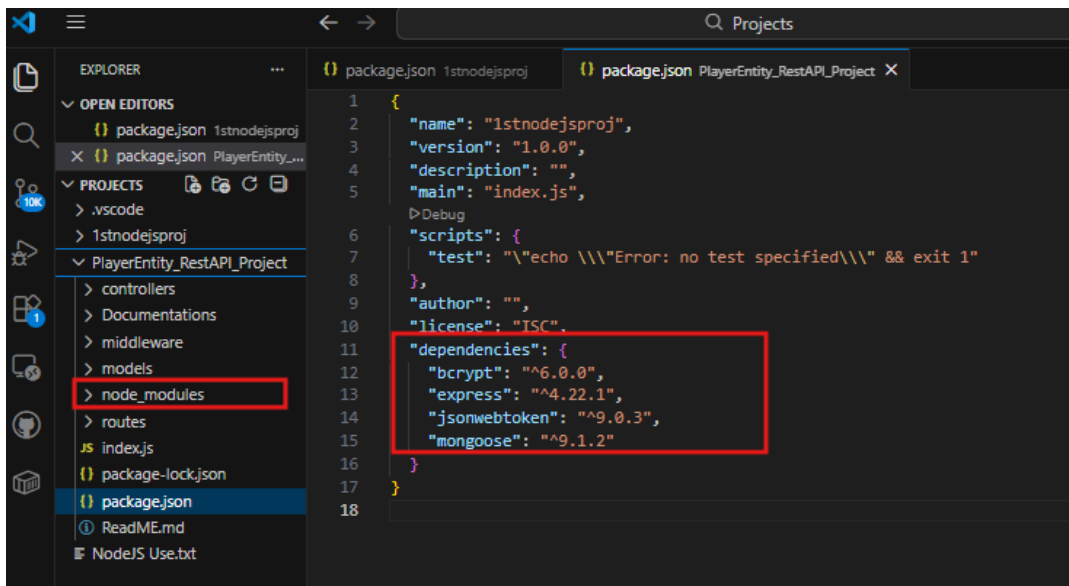 Projects
EXPLORER ...
OPEN EDITORS
{} package.json 1stnodejsproj
{} package.json PlayerEntity_...
PROJECTS
10K
.vscode
1stnodejsproj
PlayerEntity_RestAPI_Project
controllers
Documentations
1
middleware
models
node_modules
routes
JS index.js
{} package-lock.json
{} package.json
ReadME.md
NodeJS Use.txt
{} package.json 1stnodejsproj
{} package.json PlayerEntity_RestAPI_Project
1 {
2 "name": "1stnodejsproj",
3 "version": "1.0.0",
4 "description": "",
5 "main": "index.js",
Debug
6 "scripts": {
7 "test": "\"echo \\\"Error: no test specified\\\" && exit 1"
8 },
9 "author": "",
10 "license": "ISC",
11 "dependencies": {
12 "bcrypt": "^6.0.0",
13 "express": "^4.22.1",
14 "jsonwebtoken": "^9.0.3",
15 "mongoose": "^9.1.2"
16 }
17 }
18